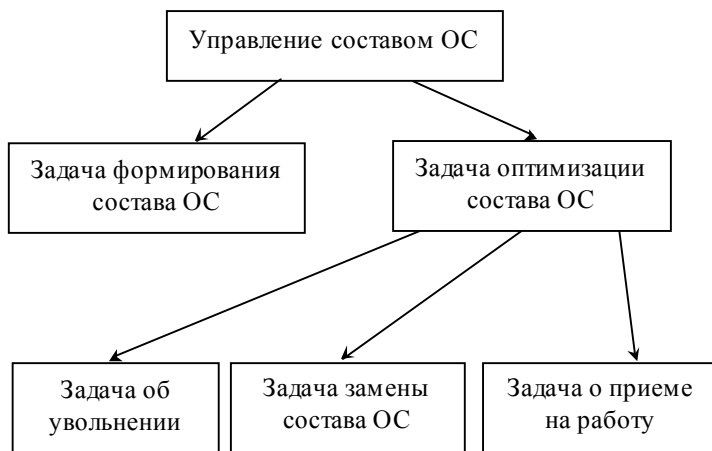 Управление составом ОС
Задача формирования
состава ОС
Задача оптимизации
состава ОС
Задача об
увольнении
Задача замены
состава ОС
Задача о приеме
на работу